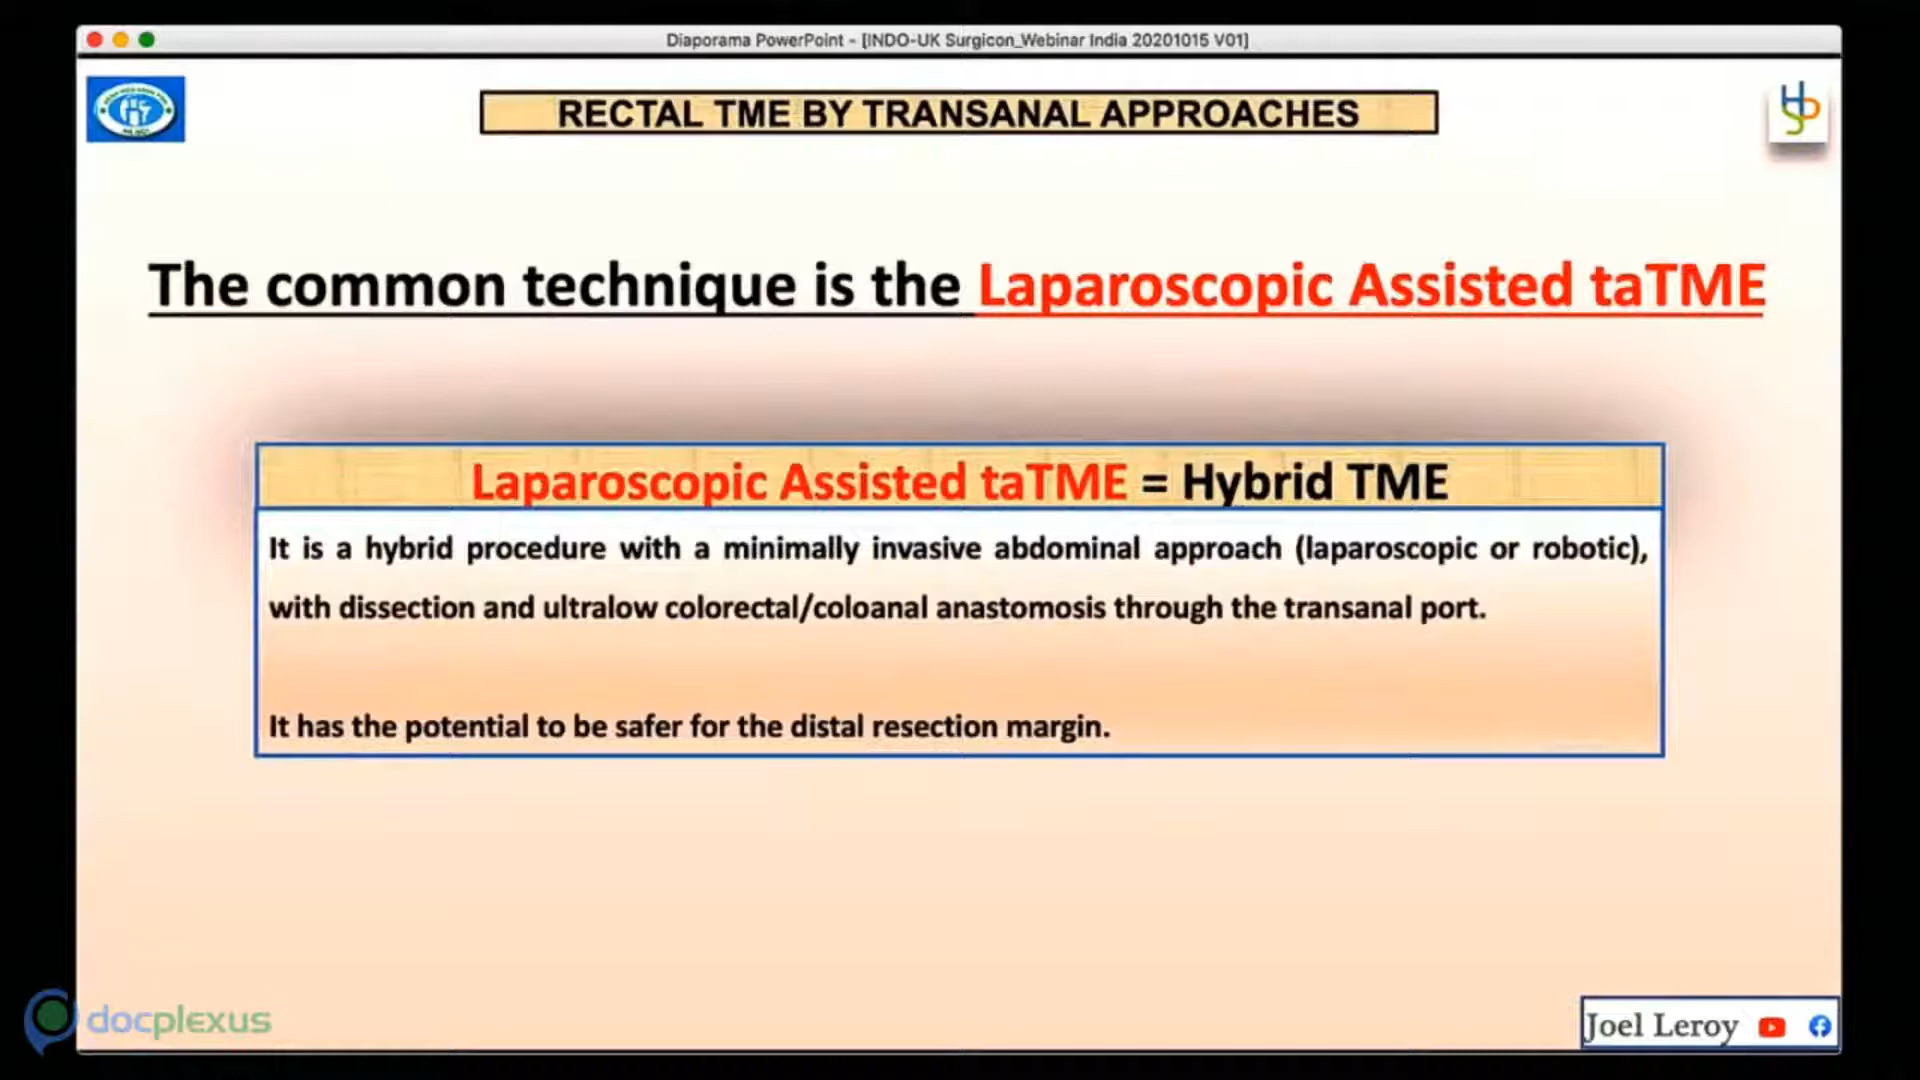 Diaporama PowerPoint - [INDO-UK Surgicon_Webinar India 20201015 V01]
RECTAL TME BY TRANSANAL APPROACHES
The common technique is the Laparoscopic Assisted taTME
Laparoscopic Assisted taTME = Hybrid TME
It is a hybrid procedure with a minimally invasive abdominal approach (laparoscopic or robotic),
with dissection and ultralow colorectal/coloanal anastomosis through the transanal port.
It has the potential to be safer for the distal resection margin.
docplexus
Joel Leroy